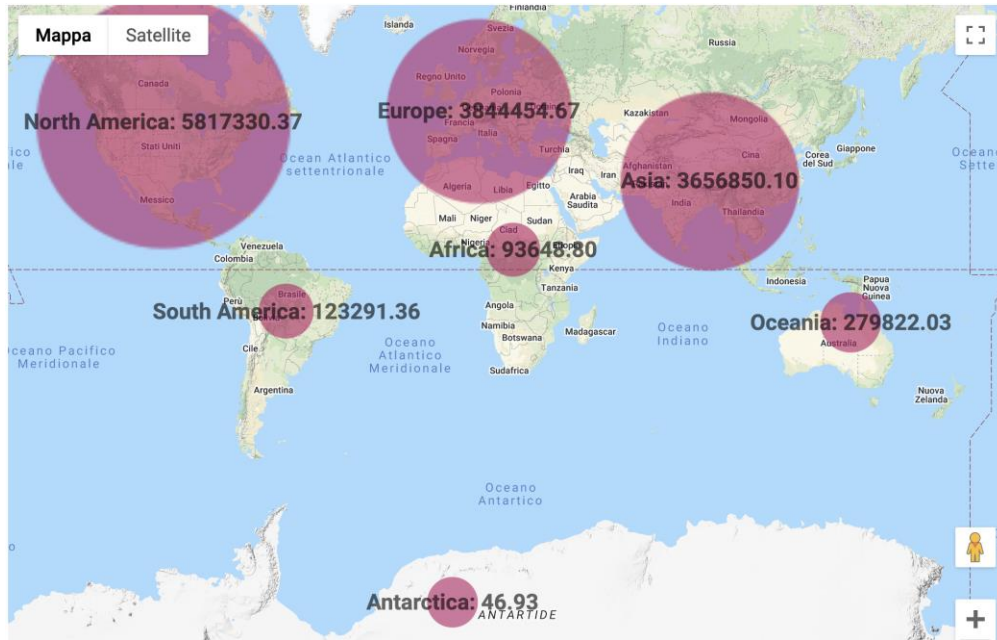 Mappa
Satellite
Finlandia
Islanda
Svezia
Russia
Norvegia
Canada
Regno Unito
Polonia
North America: 5817330.37
Europe: 3844454.67
Francia
Kazakistan
Mongolia
Stati Uniti
Spagna
Italia
Turchia
Cina
Corea
del Sud
Giappone
Ocean Atlantico
settentrionale
Afghanistan
Iraq
Iran
Asia: 3656850.10
Algeria
Libia
Egitto
Arabia
Saudita
India
Messico
Thailandia
Mali
Niger
Sudan
Ciad
Nigeria
Africa: 93648.80
Venezuela
Colombia
Kenya
Indonesia
Papua
Nuova
Guinea
Tanzania
Perù
Brasile
South America: 123291.36
Angola
Oceania: 279822.03
Namibia
Botswana
Madagascar
Oceano
Indiano
Australia
Oceano Pacifico
Meridionale
Cile
Oceano
Atlantico
Meridionale
Sudafrica
Argentina
Nuova
Zelanda
Oceano
Antartico
Antarctica: 46.93
ANTARTIDE